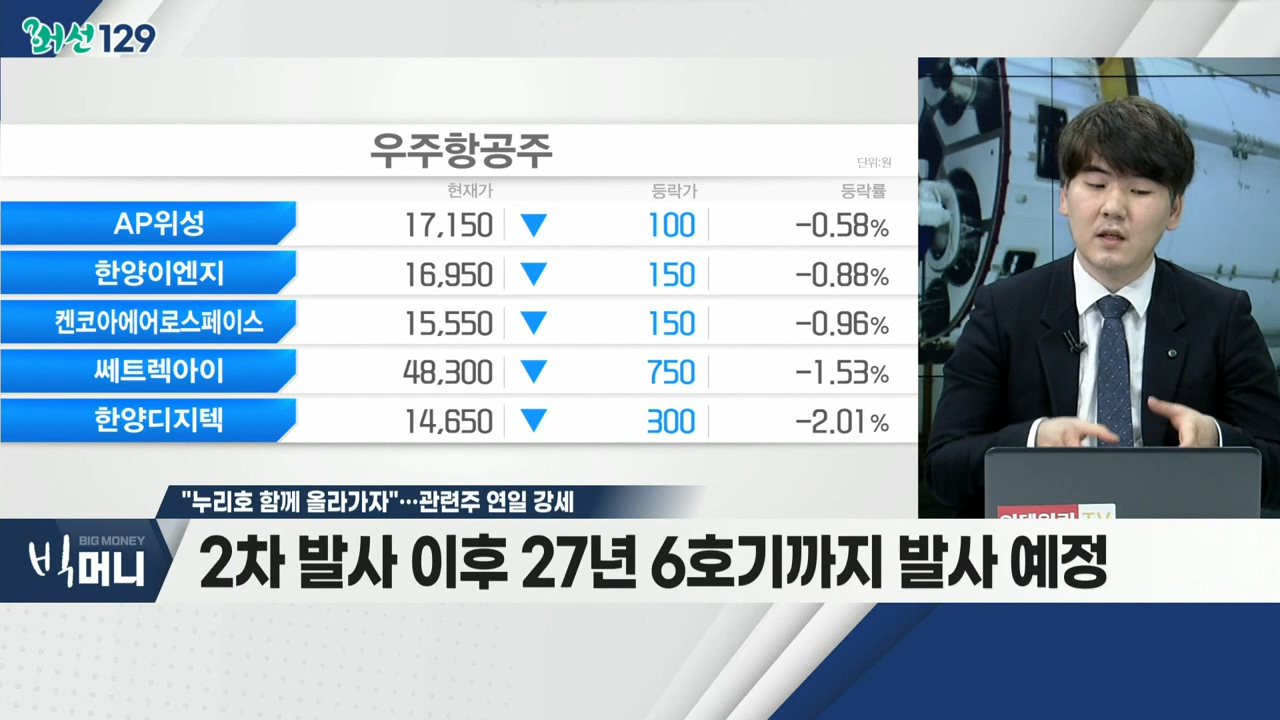 머선129
우주항공주
단위:원
현재가 등락가 등락률
AP위성 17,150 ▼ 100 -0.58%
한양이엔지 16,950 ▼ 150 -0.88%
켄코아에어로스페이스 15,550 ▼ 150 -0.96%
쎄트렉아이 48,300 ▼ 750 -1.53%
한양디지텍 14,650 ▼ 300 -2.01%
"누리호 함께 올라가자"…관련주 연일 강세
BIG MONEY
빅머니
2차 발사 이후 27년 6호기까지 발사 예정